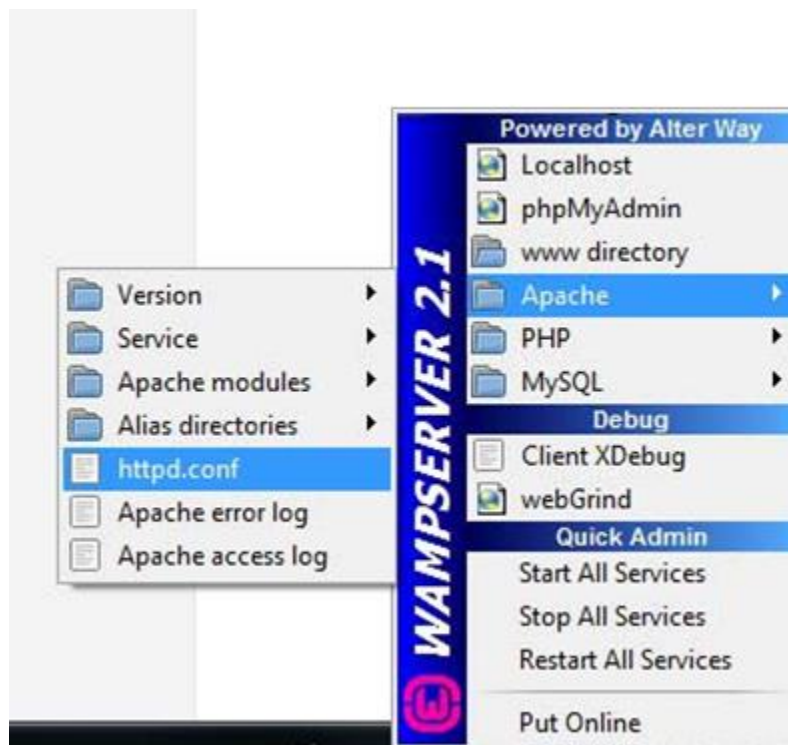 Powered by Alter Way
Localhost
phpMyAdmin
www directory
Apache
PHP
MySQL
Debug
Client XDebug
webGrind
Quick Admin
Start All Services
Stop All Services
Restart All Services
Put Online
WAMPSERVER 2.1
Version
Service
Apache modules
Alias directories
httpd.conf
Apache error log
Apache access log